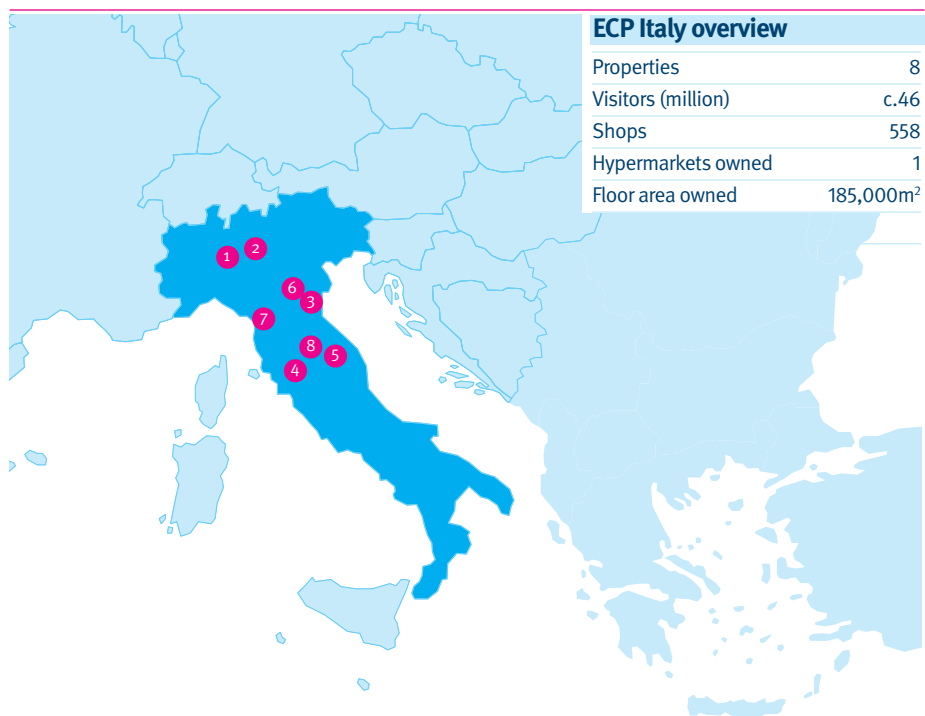 ECP Italy overview
Properties 8
Visitors (million) c.46
Shops 558
Hypermarkets owned 1
Floor area owned 185,000m²
1
2
6
3
7
8
5
4